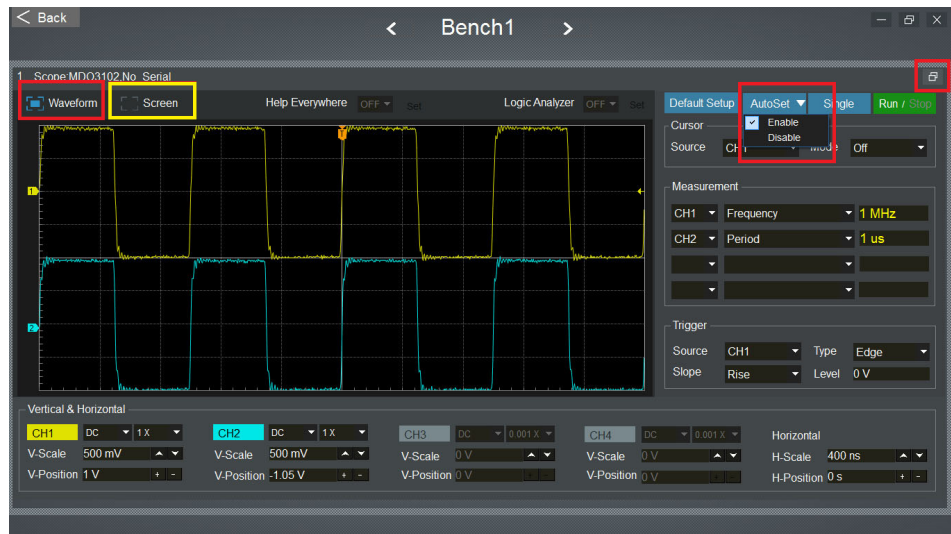 < Back
< Bench1 >
1 Scope:MDO3102,No Serial
Waveform Screen Help Everywhere OFF Set Logic Analyzer OFF Set
Default Setup AutoSet Single Run / Stop
Enable
Disable
Cursor
Source CH1 Mode Off
Measurement
CH1 Frequency 1 MHz
CH2 Period 1 us
Trigger
Source CH1 Type Edge
Slope Rise Level 0 V
T
1
2
Vertical & Horizontal
CH1 DC 1 X CH2 DC 1 X CH3 DC 0.001 X CH4 DC 0.001 X Horizontal
V-Scale 500 mV V-Scale 500 mV V-Scale 0 V V-Scale 0 V H-Scale 400 ns
V-Position 1 V + - V-Position -1.05 V + - V-Position 0 V + - V-Position 0 V + - H-Position 0 s + -